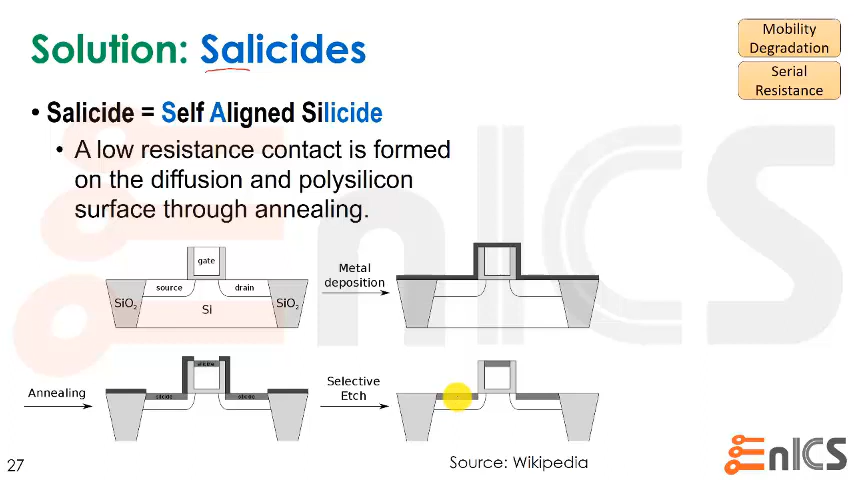 Solution: Salicides
Mobility
Degradation
Serial
Resistance
• Salicide = Self Aligned Silicide
• A low resistance contact is formed
on the diffusion and polysilicon
surface through annealing.
gate
source
drain
SiO2
Si
SiO2
Metal
deposition
Annealing
silicide
silicide
silicide
Selective
Etch
27
Source: Wikipedia
EnICS